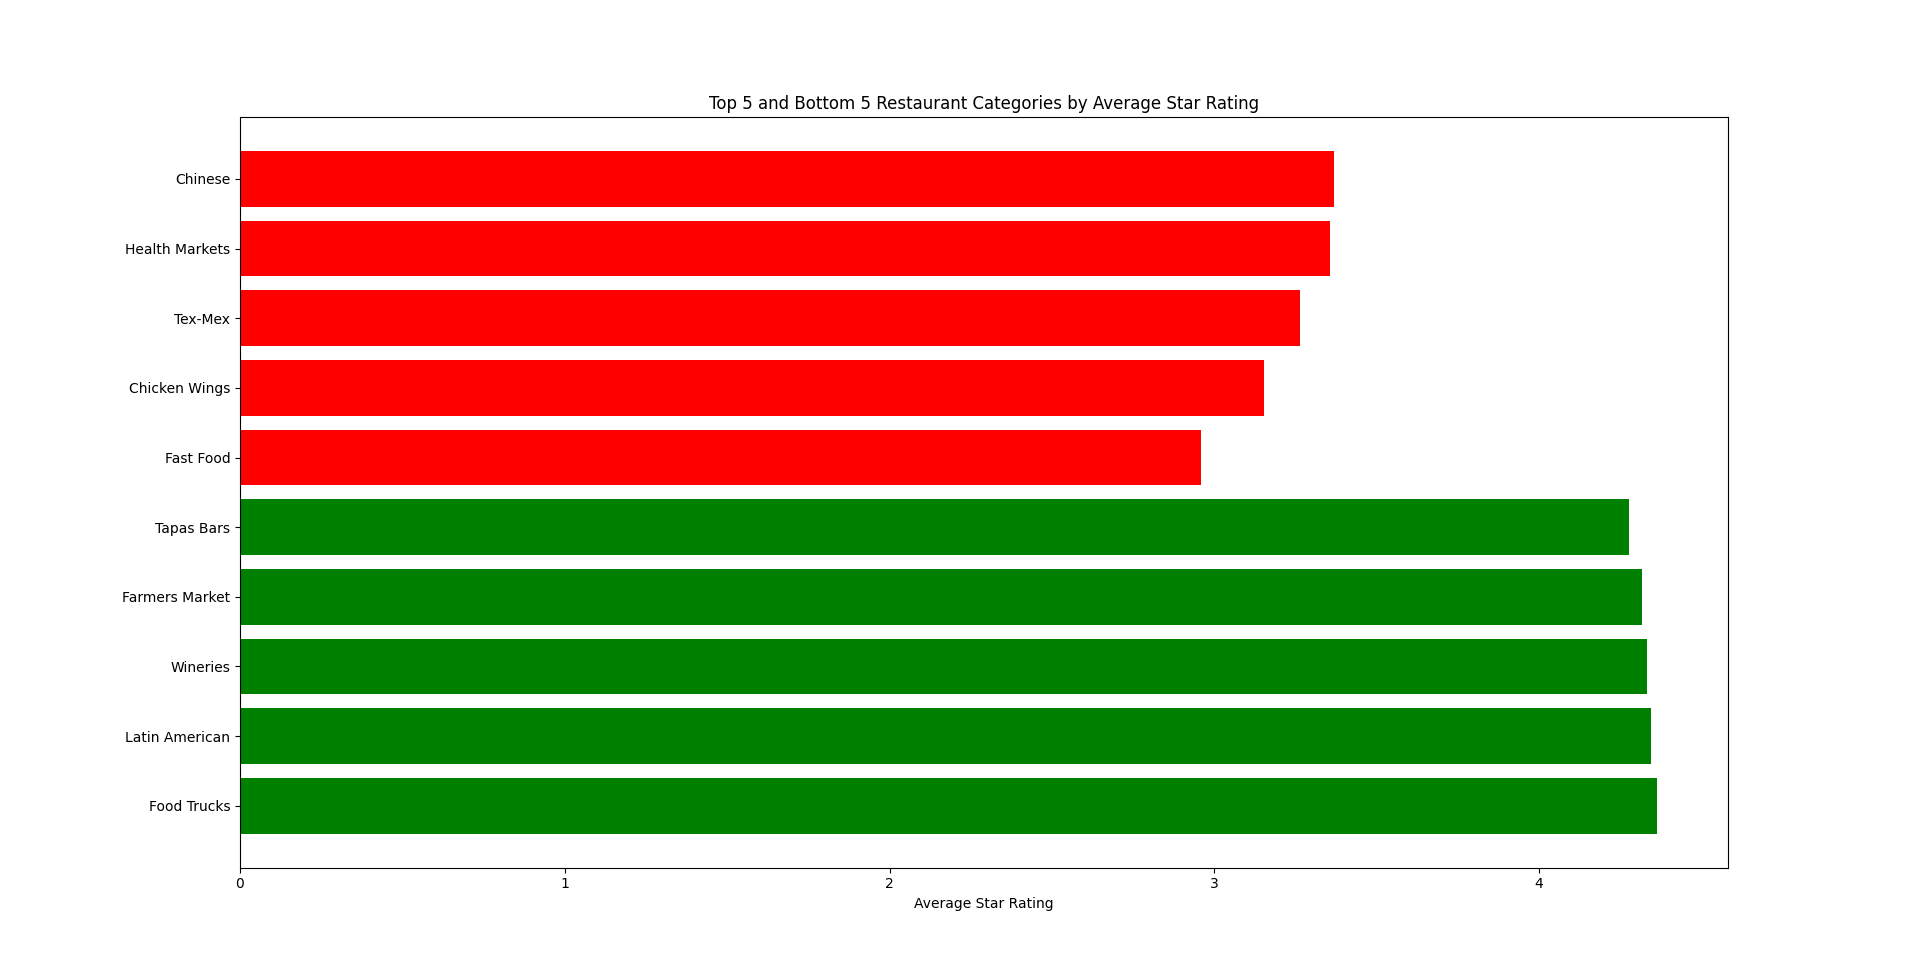 Top 5 and Bottom 5 Restaurant Categories by Average Star Rating
Chinese
Health Markets
Tex-Mex
Chicken Wings
Fast Food
Tapas Bars
Farmers Market
Wineries
Latin American
Food Trucks
0 1 2 3 4
Average Star Rating